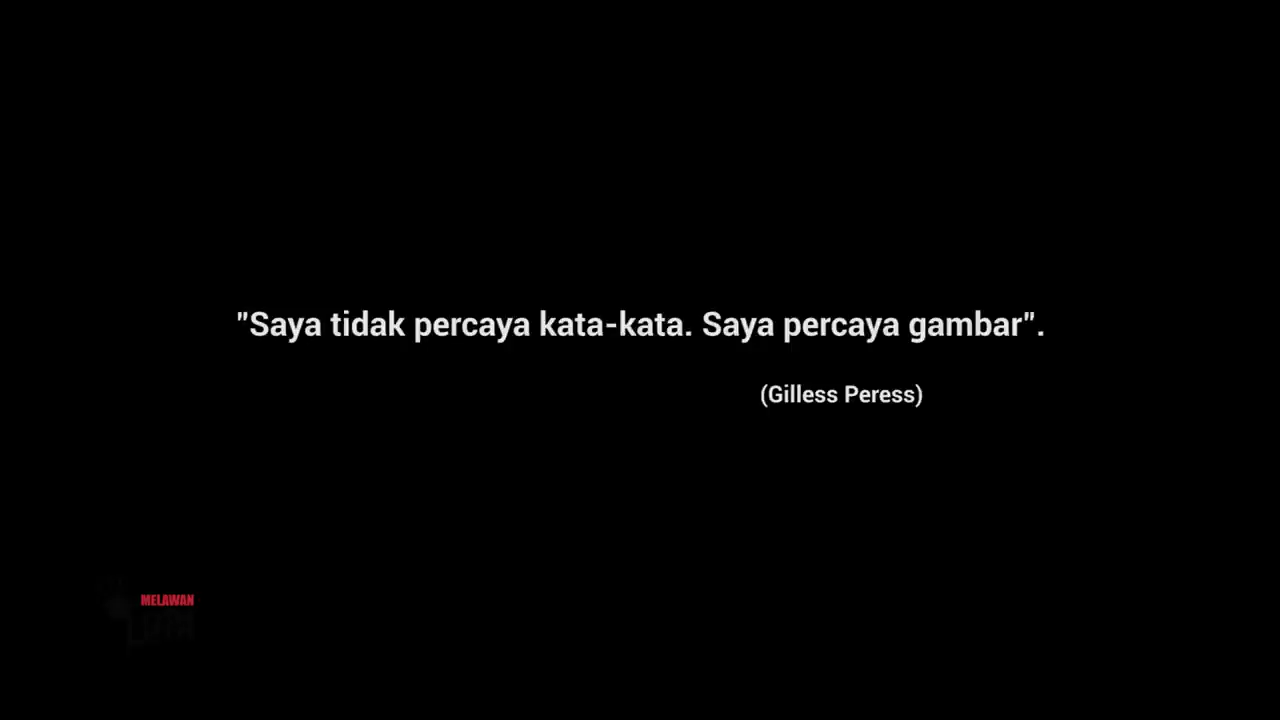 "Saya tidak percaya kata-kata. Saya percaya gambar".
(Gilless Peress)
MELAWAN